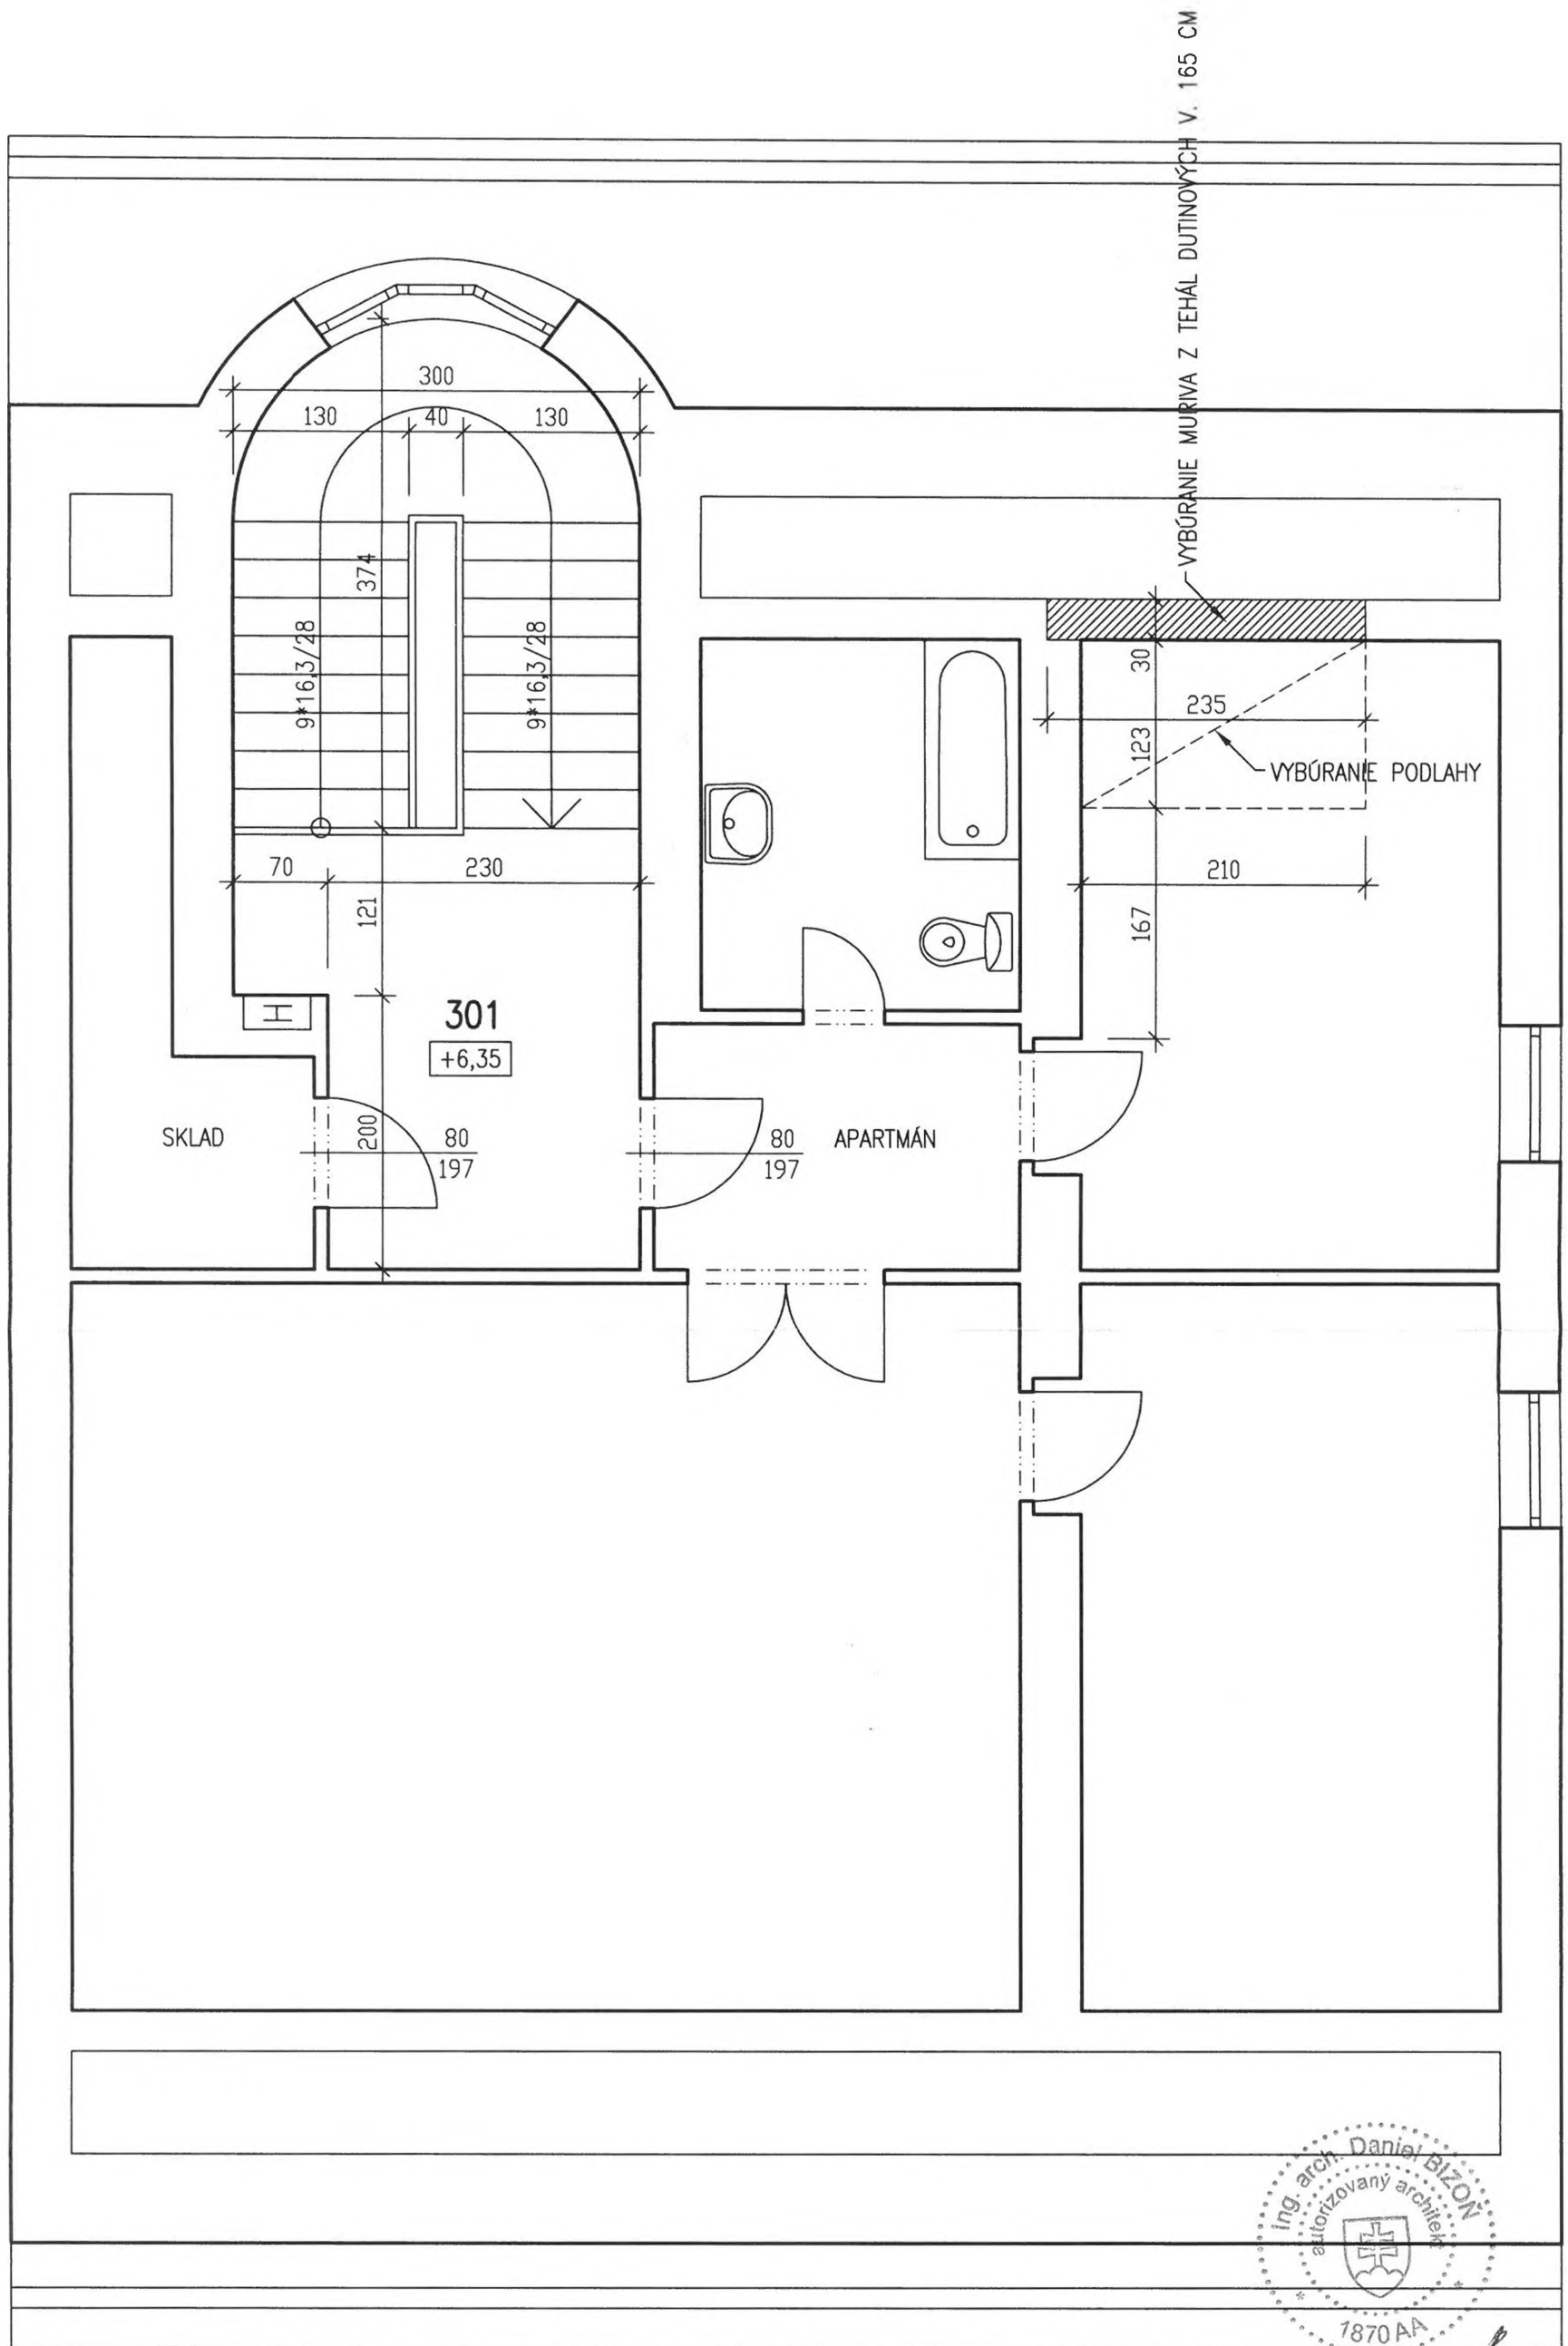 VYBÚRANIE MURIVA Z TEHÁL DUTINOVÝCH V. 165 CM
300
130
40
130
374
9*16,3/28
9*16,3/28
30
235
123
VYBÚRANIE PODLAHY
70
230
210
121
167
301
+6,35
SKLAD
200
80
197
80
197
APARTMÁN
H
Ing. arch. Daniel BIZOŇ
autorizovaný architekt
* 1870 AA *